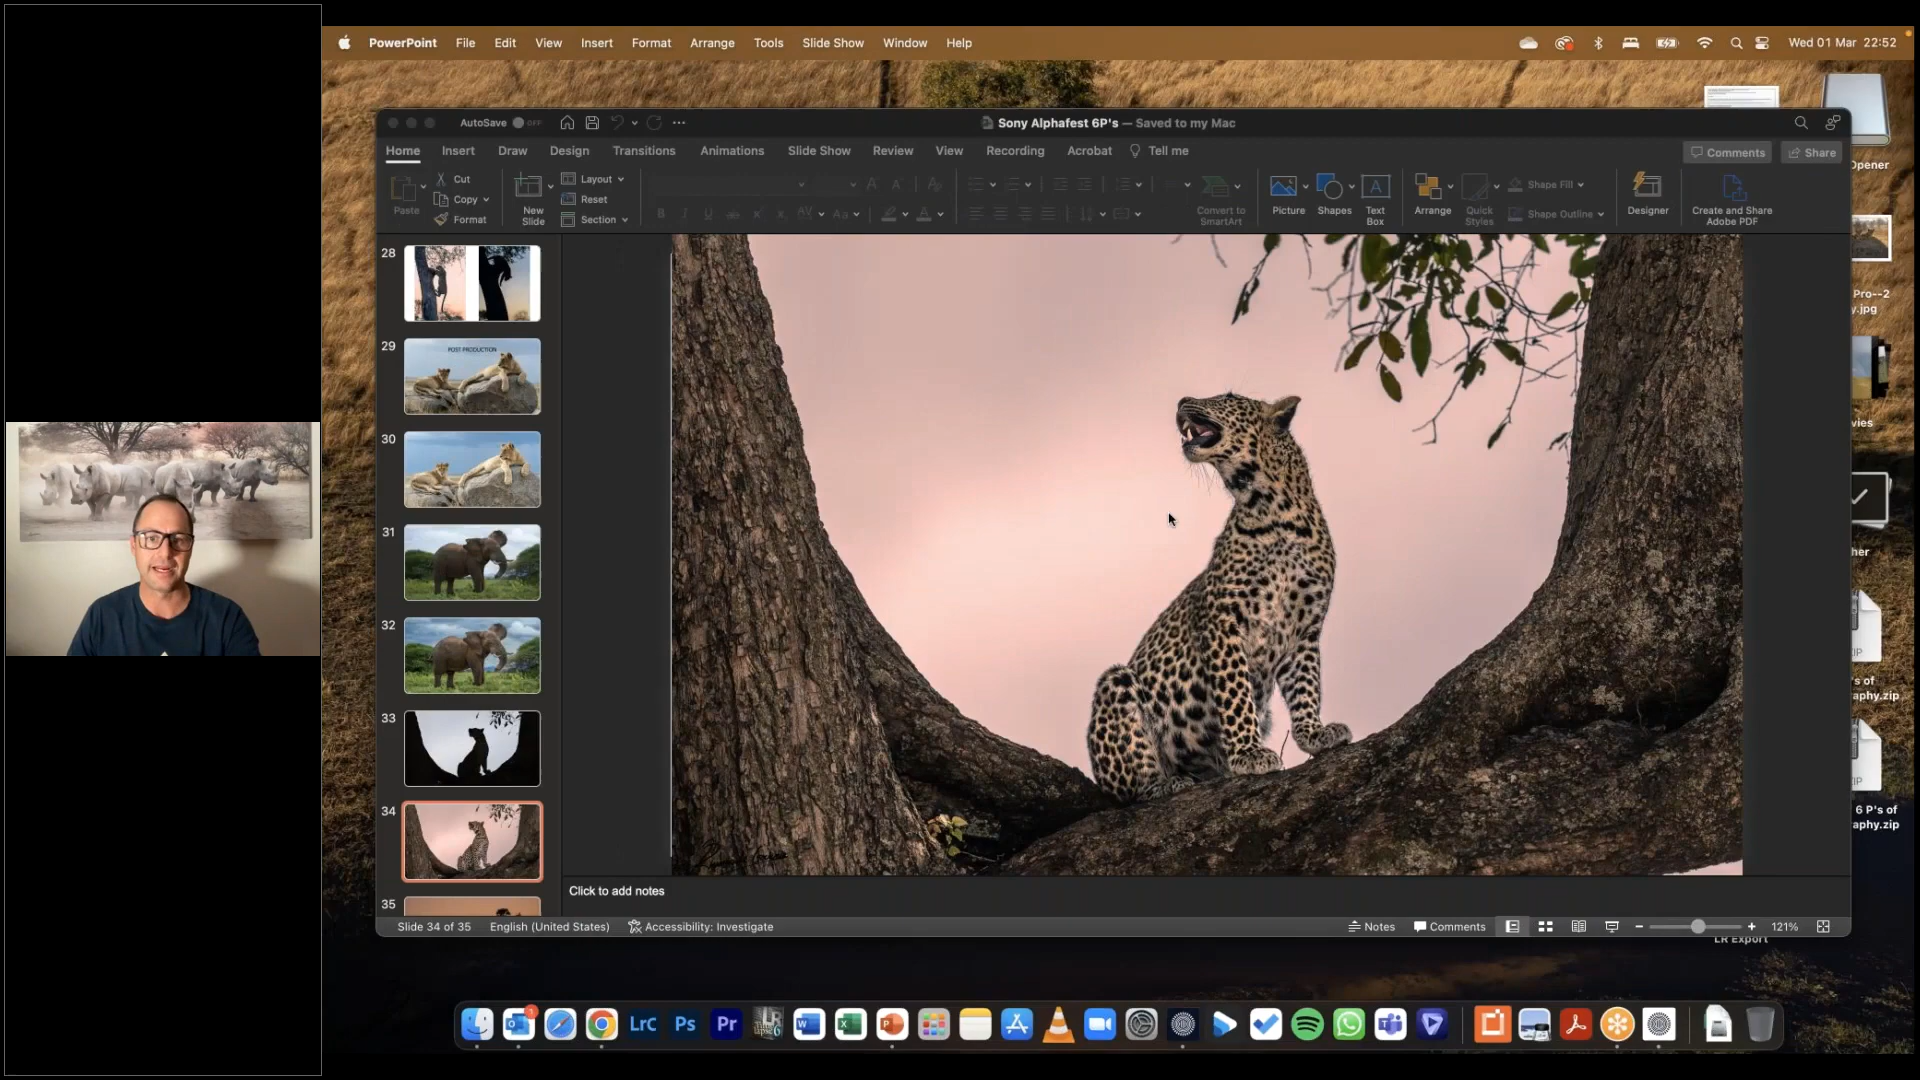 PowerPoint File Edit View Insert Format Arrange Tools Slide Show Window Help Wed 01 Mar 22:52
AutoSave OFF Sony Alphafest 6P's — Saved to my Mac
Home Insert Draw Design Transitions Animations Slide Show Review View Recording Acrobat Tell me Comments Share
Paste
Cut
Copy
Format
New
Slide
Layout
Reset
Section
Convert to
SmartArt
Picture
Shapes
Text
Box
Arrange
Quick
Styles
Shape Fill
Shape Outline
Designer
Create and Share
Adobe PDF
28
29
POST PRODUCTION
30
31
32
33
34
35
Click to add notes
Slide 34 of 35 English (United States) Accessibility: Investigate Notes Comments 121%
Opener
Pro--2
y.jpg
vies
her
ZIP
's of
aphy.zip
ZIP
6 P's of
aphy.zip
LR Export
1
LrC Ps Pr